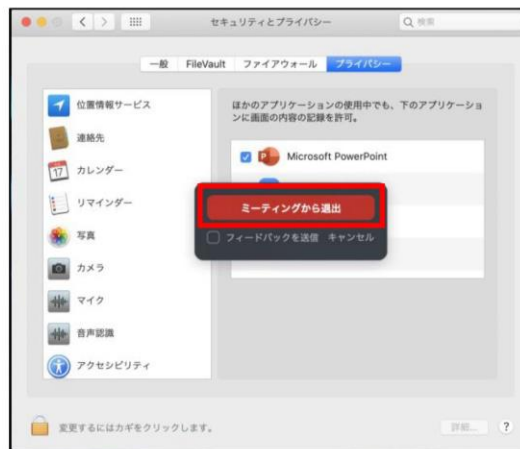 セキュリティとプライバシー
検索
一般 FileVault ファイアウォール プライバシー
位置情報サービス
連絡先
カレンダー
17
リマインダー
写真
カメラ
マイク
音声認識
アクセシビリティ
ほかのアプリケーションの使用中でも、下のアプリケーショ
ンに画面の内容の記録を許可。
Microsoft PowerPoint
ミーティングから退出
フィードバックを送信 キャンセル
変更するにはカギをクリックします。
詳細...
?